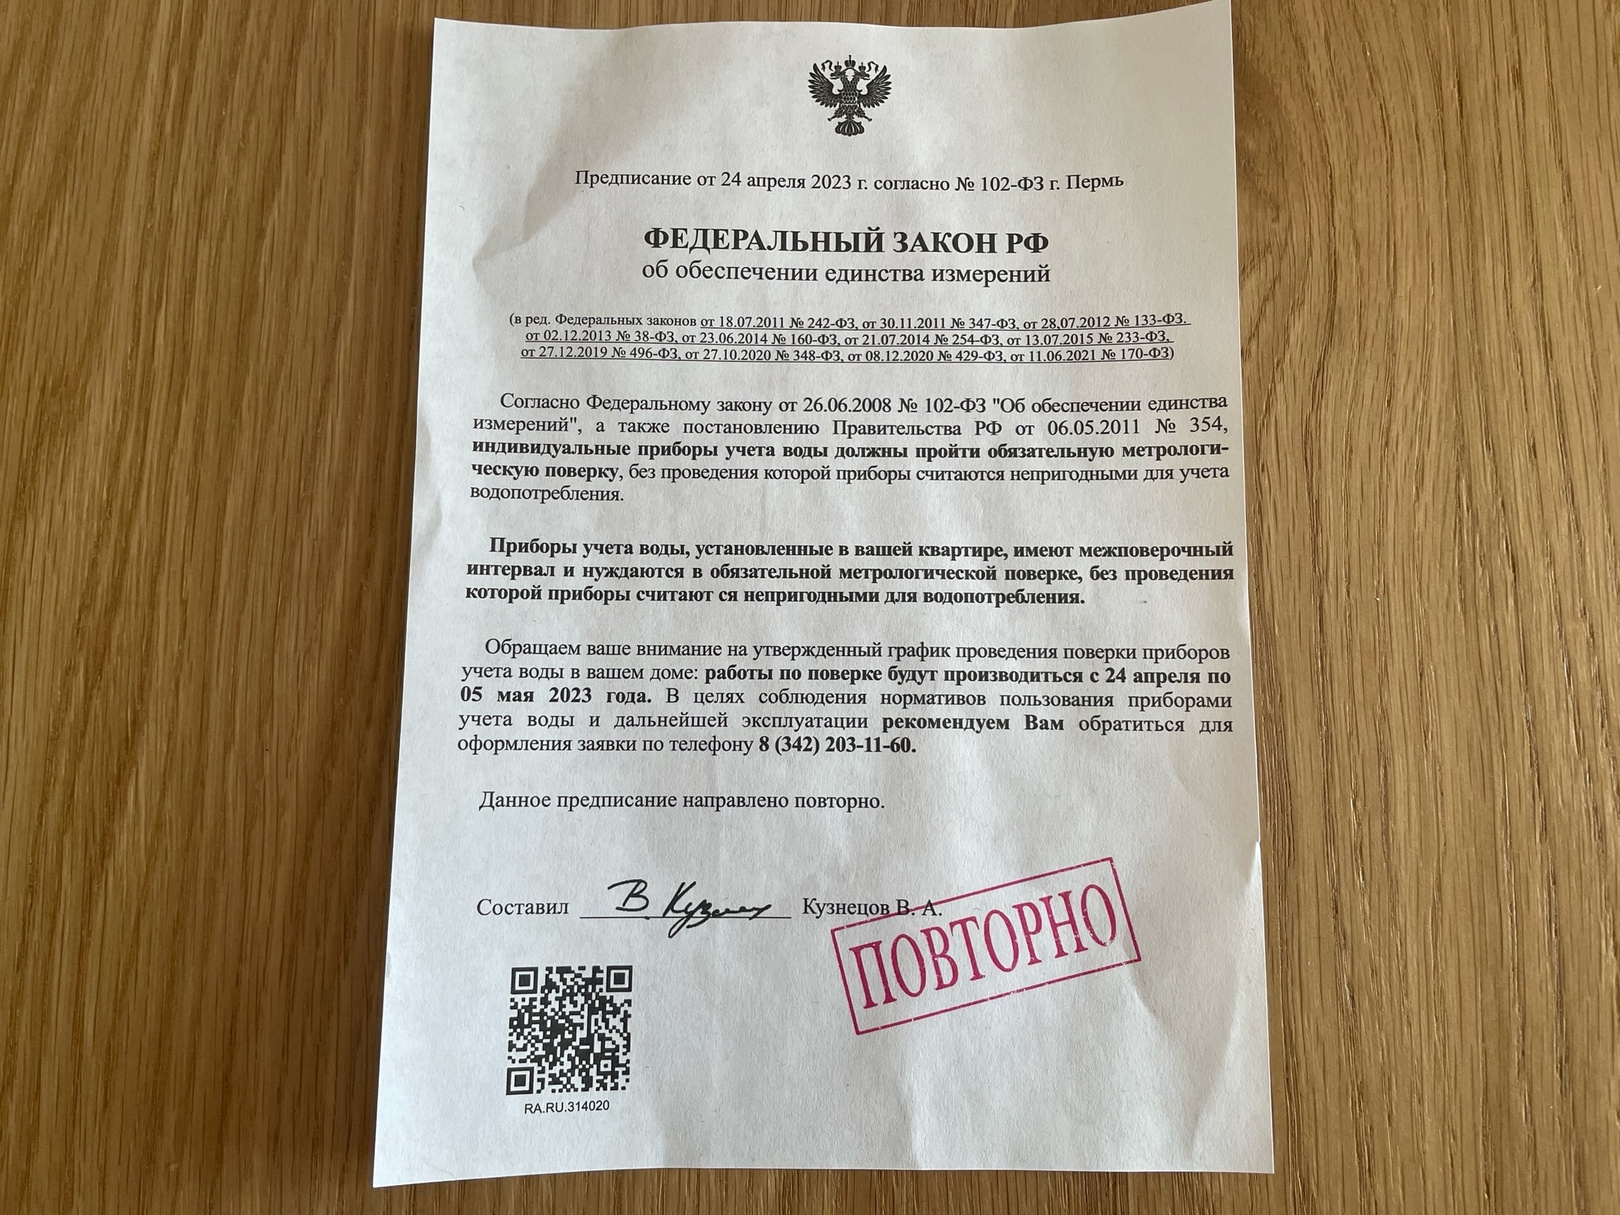 Предписание от 24 апреля 2023 г. согласно № 102-ФЗ г. Пермь
ФЕДЕРАЛЬНЫЙ ЗАКОН РФ
об обеспечении единства измерений
(в ред. Федеральных законов от 18.07.2011 № 242-ФЗ, от 30.11.2011 № 347-ФЗ, от 28.07.2012 № 133-ФЗ.
от 02.12.2013 № 38-ФЗ, от 23.06.2014 № 160-ФЗ, от 21.07.2014 № 254-ФЗ, от 13.07.2015 № 233-ФЗ,
от 27.12.2019 № 496-ФЗ, от 27.10.2020 № 348-ФЗ, от 08.12.2020 № 429-ФЗ, от 11.06.2021 № 170-ФЗ)
Согласно Федеральному закону от 26.06.2008 № 102-ФЗ "Об обеспечении единства
измерений", а также постановлению Правительства РФ от 06.05.2011 № 354,
индивидуальные приборы учета воды должны пройти обязательную метрологи-
ческую поверку, без проведения которой приборы считаются непригодными для учета
водопотребления.
Приборы учета воды, установленные в вашей квартире, имеют межповерочный
интервал и нуждаются в обязательной метрологической поверке, без проведения
которой приборы считают ся непригодными для водопотребления.
Обращаем ваше внимание на утвержденный график проведения поверки приборов
учета воды в вашем доме: работы по поверке будут производиться с 24 апреля по
05 мая 2023 года. В целях соблюдения нормативов пользования приборами
учета воды и дальнейшей эксплуатации рекомендуем Вам обратиться для
оформления заявки по телефону 8 (342) 203-11-60.
Данное предписание направлено повторно.
Составил В Кузнец Кузнецов В. А.
ПОВТОРНО
RA.RU.314020